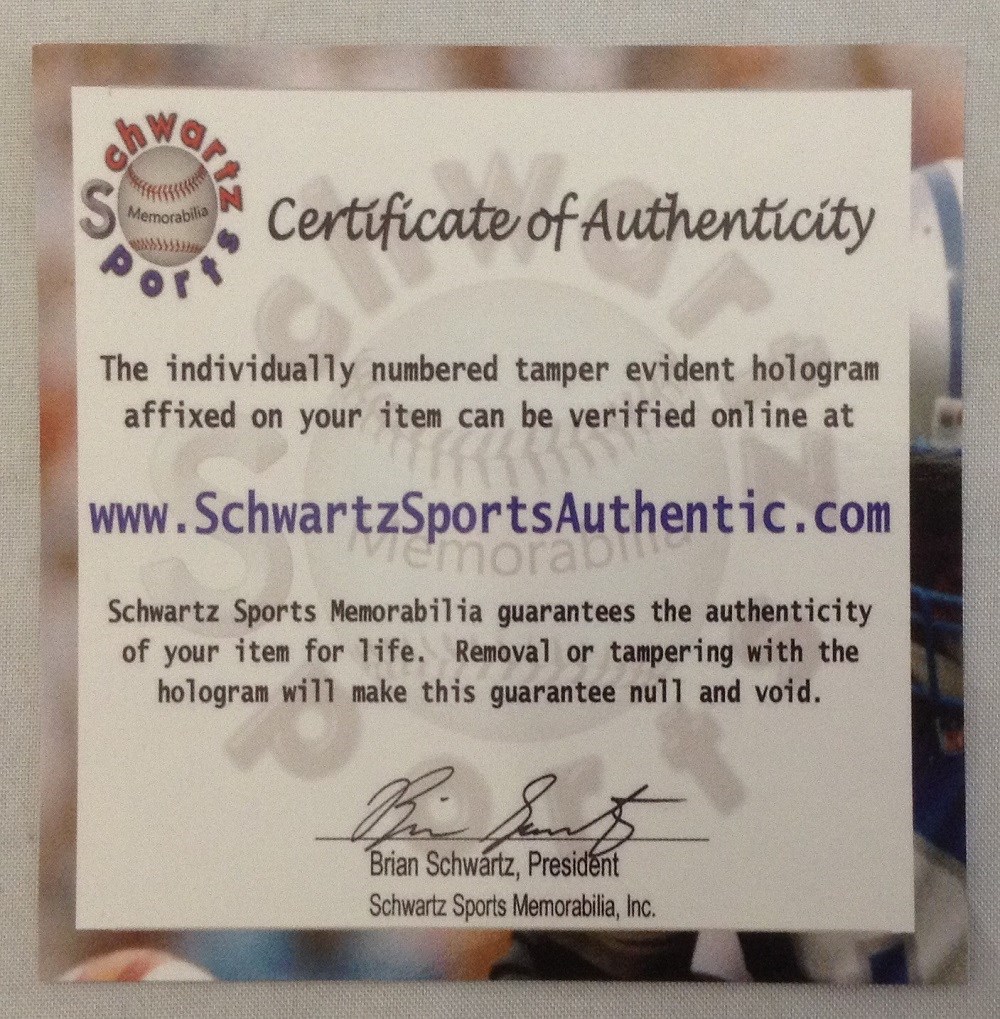 Schwartz
Sports
Memorabilia
Certificate of Authenticity
The individually numbered tamper evident hologram
affixed on your item can be verified online at
www.SchwartzSportsAuthentic.com
Schwartz Sports Memorabilia guarantees the authenticity
of your item for life. Removal or tampering with the
hologram will make this guarantee null and void.
Brian Schwartz
Brian Schwartz, President
Schwartz Sports Memorabilia, Inc.